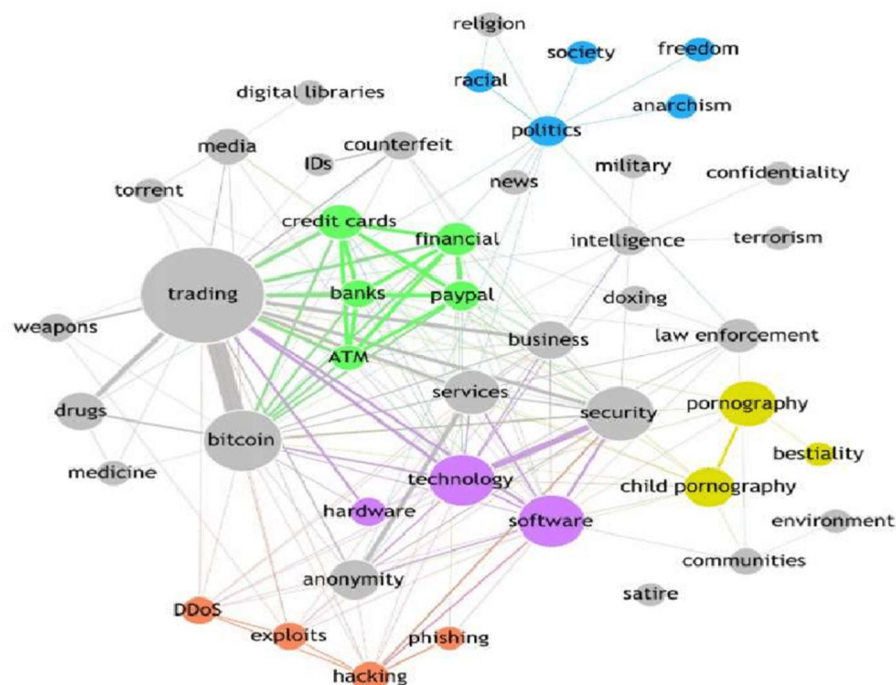 religion
society
freedom
racial
digital libraries
anarchism
politics
media
counterfeit
IDs
military
confidentiality
torrent
news
credit cards
financial
intelligence
terrorism
trading
banks
paypal
doxing
weapons
business
law enforcement
ATM
services
drugs
security
pornography
bitcoin
bestiality
medicine
technology
child pornography
hardware
software
environment
communities
anonymity
satire
DDoS
exploits
phishing
hacking